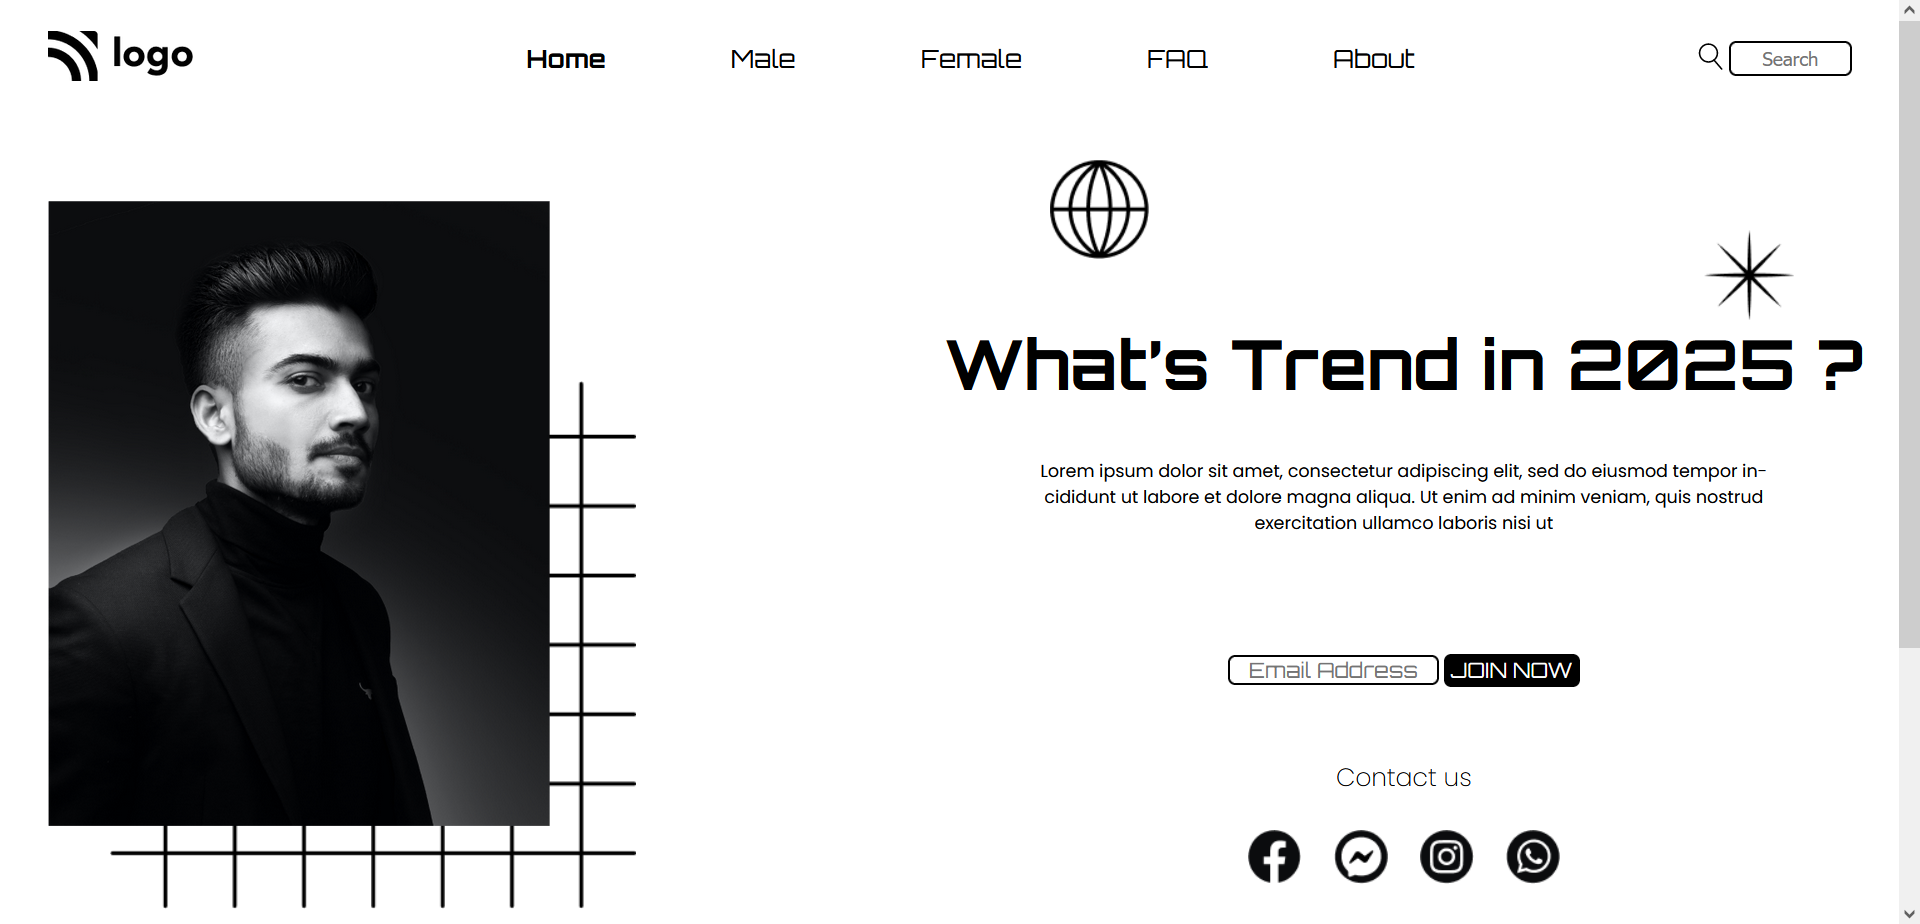 logo
Home
Male
Female
FAQ
About
Search
What's Trend in 2025 ?
Lorem ipsum dolor sit amet, consectetur adipiscing elit, sed do eiusmod tempor in-
cididunt ut labore et dolore magna aliqua. Ut enim ad minim veniam, quis nostrud
exercitation ullamco laboris nisi ut
Email Address
JOIN NOW
Contact us